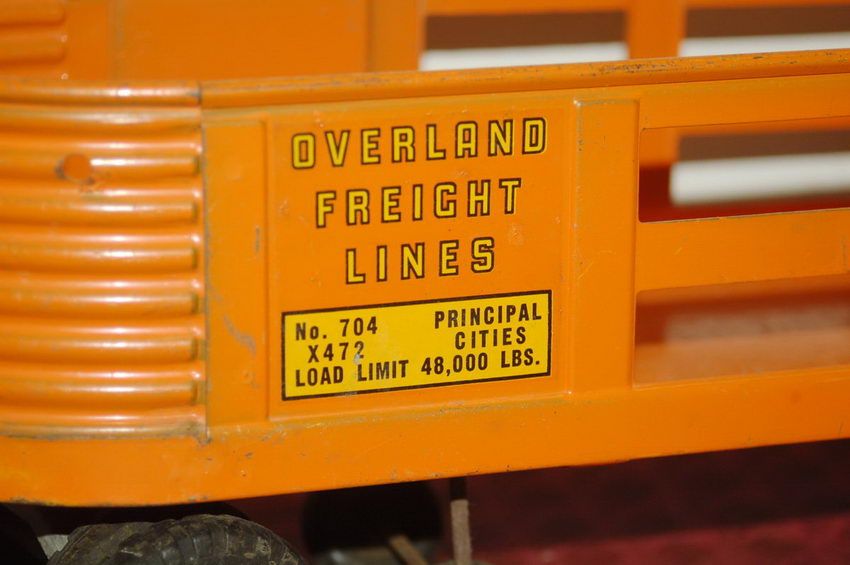 OVERLAND
FREIGHT
LINES
No. 704 PRINCIPAL
X472 CITIES
LOAD LIMIT 48,000 LBS.